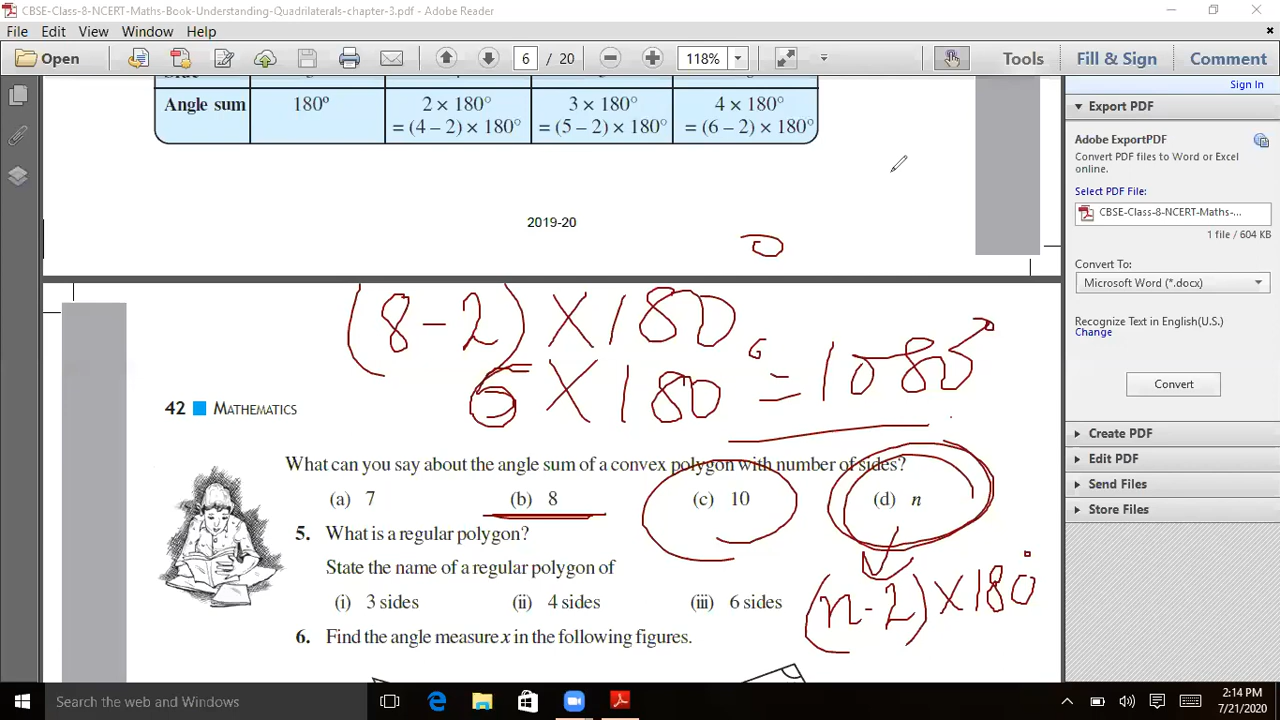 CBSE-Class-8-NCERT-Maths-Book-Understanding-Quadrilaterals-chapter-3.pdf - Adobe Reader
File Edit View Window Help
Open 6 / 20 118% Tools Fill & Sign Comment
Sign In
Export PDF
Adobe ExportPDF
Convert PDF files to Word or Excel online.
Select PDF File:
CBSE-Class-8-NCERT-Maths-...
1 file / 604 KB
Convert To:
Microsoft Word (*.docx)
Recognize Text in English(U.S.)
Change
Convert
Create PDF
Edit PDF
Send Files
Store Files
Angle sum 180º 2 × 180° 3 × 180° 4 × 180°
= (4 – 2) × 180° = (5 – 2) × 180° = (6 – 2) × 180°
2019-20
(8-2) X 180°
6 X 180 = 1080°
42 MATHEMATICS
What can you say about the angle sum of a convex polygon with number of sides?
(a) 7 (b) 8 (c) 10 (d) n
(n-2) X 180°
5. What is a regular polygon?
State the name of a regular polygon of
(i) 3 sides (ii) 4 sides (iii) 6 sides
6. Find the angle measure x in the following figures.
Search the web and Windows
2:14 PM
7/21/2020